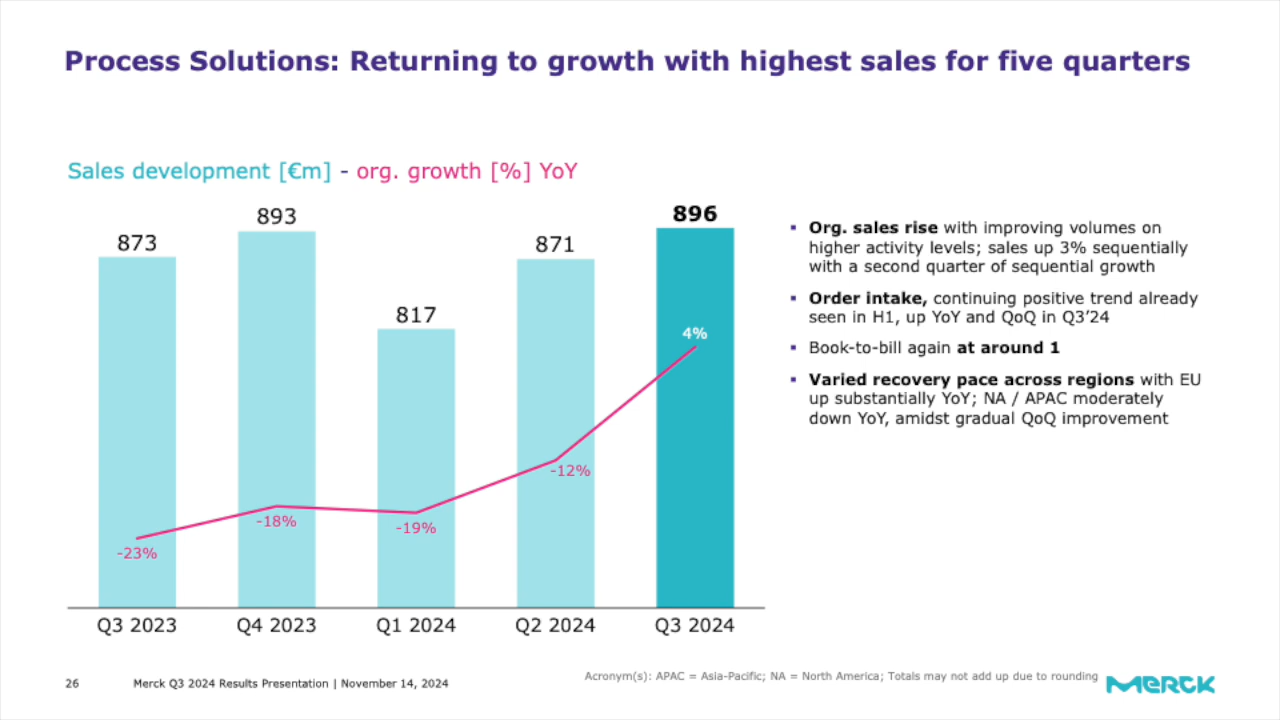 Process Solutions: Returning to growth with highest sales for five quarters
Sales development [€m] - org. growth [%] YoY
873
893
817
871
896
-23%
-18%
-19%
-12%
4%
Q3 2023
Q4 2023
Q1 2024
Q2 2024
Q3 2024
▪ Org. sales rise with improving volumes on
higher activity levels; sales up 3% sequentially
with a second quarter of sequential growth
▪ Order intake, continuing positive trend already
seen in H1, up YoY and QoQ in Q3’24
▪ Book-to-bill again at around 1
▪ Varied recovery pace across regions with EU
up substantially YoY; NA / APAC moderately
down YoY, amidst gradual QoQ improvement
26
Merck Q3 2024 Results Presentation | November 14, 2024
Acronym(s): APAC = Asia-Pacific; NA = North America; Totals may not add up due to rounding
MERCK